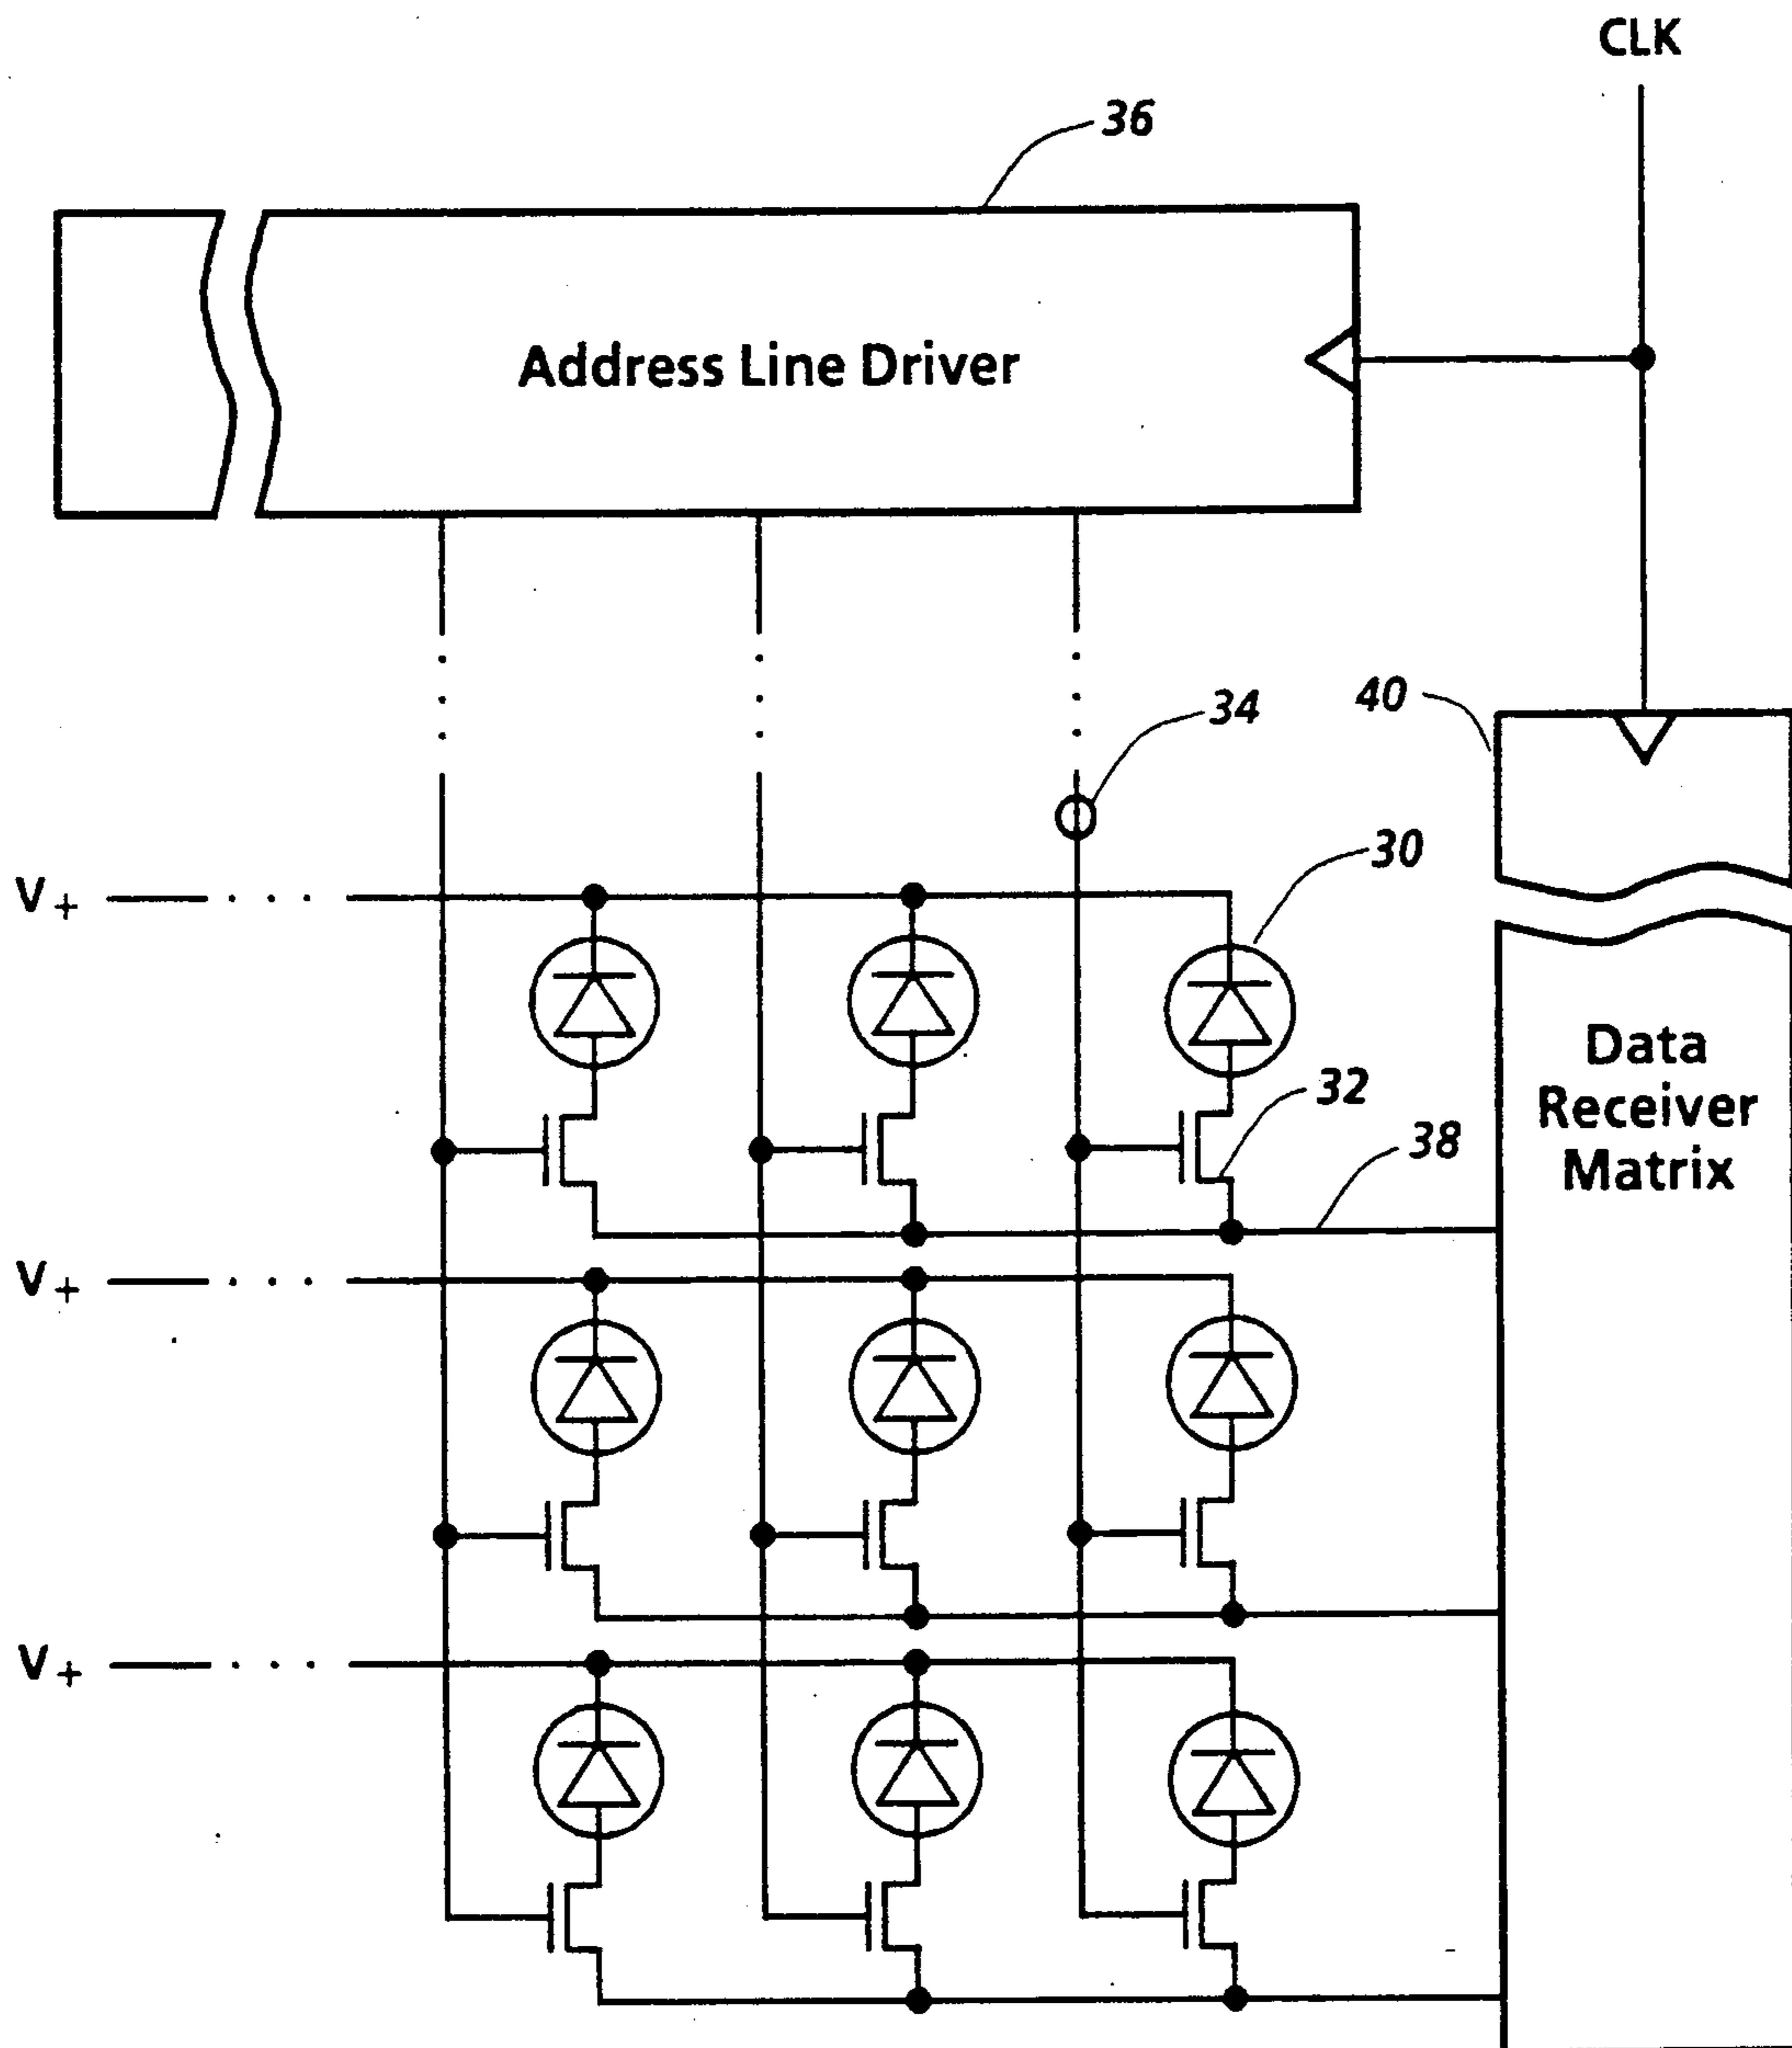 CLK
36
Address Line Driver
34
40
30
V+
Data
Receiver
Matrix
32
38
V+
V+